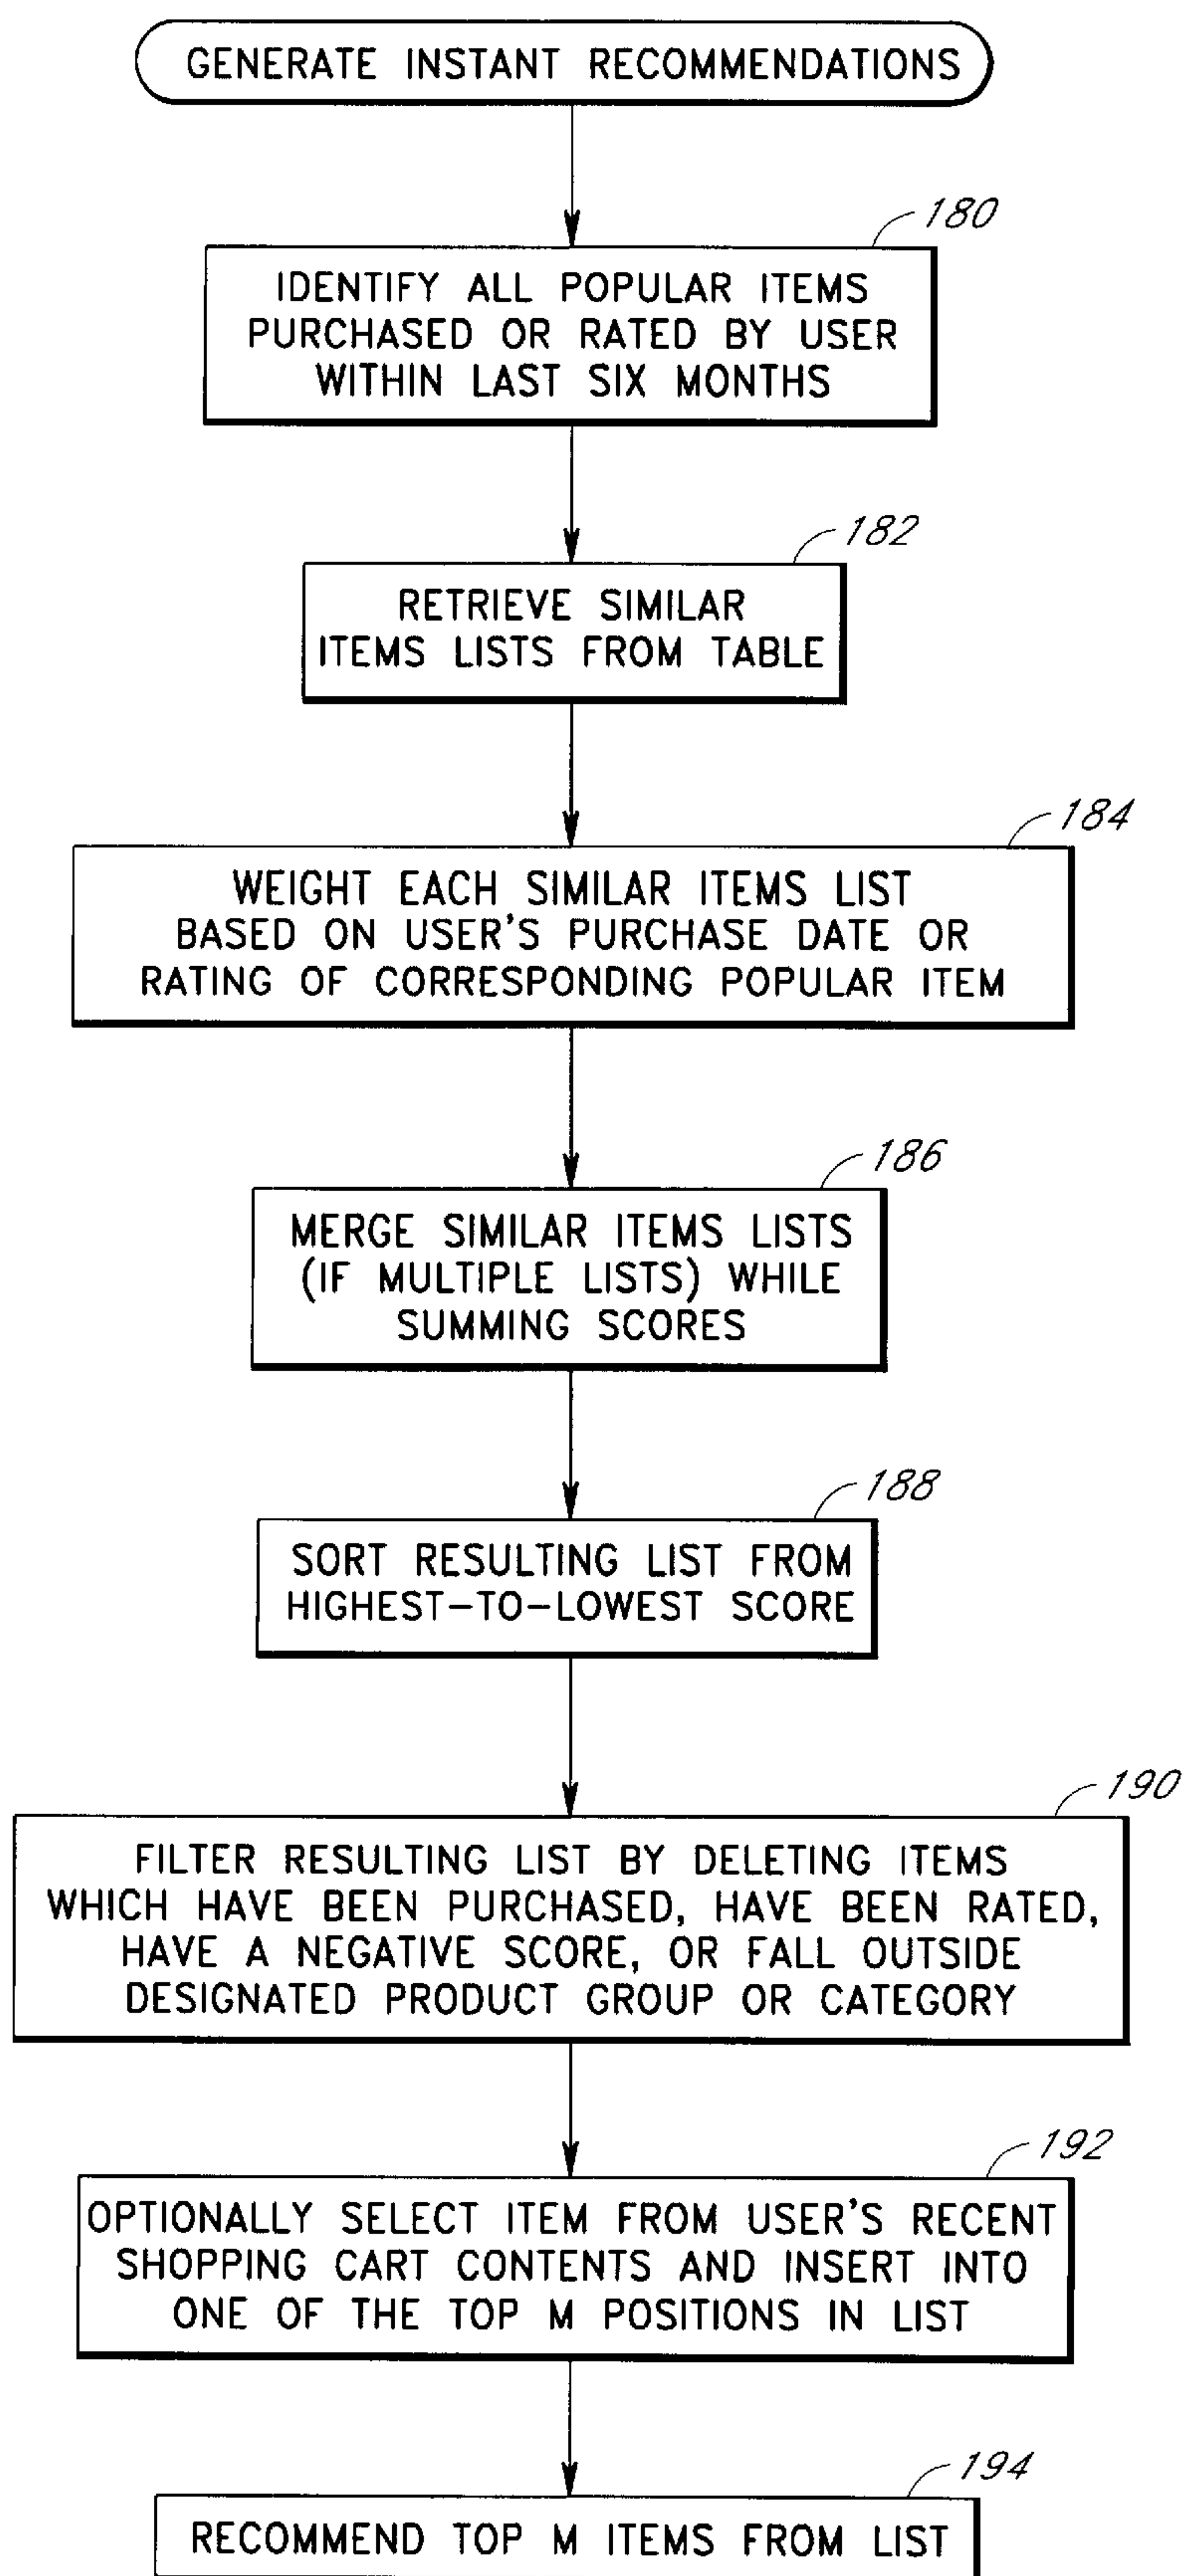 GENERATE INSTANT RECOMMENDATIONS
180
IDENTIFY ALL POPULAR ITEMS
PURCHASED OR RATED BY USER
WITHIN LAST SIX MONTHS
182
RETRIEVE SIMILAR
ITEMS LISTS FROM TABLE
184
WEIGHT EACH SIMILAR ITEMS LIST
BASED ON USER'S PURCHASE DATE OR
RATING OF CORRESPONDING POPULAR ITEM
186
MERGE SIMILAR ITEMS LISTS
(IF MULTIPLE LISTS) WHILE
SUMMING SCORES
188
SORT RESULTING LIST FROM
HIGHEST-TO-LOWEST SCORE
190
FILTER RESULTING LIST BY DELETING ITEMS
WHICH HAVE BEEN PURCHASED, HAVE BEEN RATED,
HAVE A NEGATIVE SCORE, OR FALL OUTSIDE
DESIGNATED PRODUCT GROUP OR CATEGORY
192
OPTIONALLY SELECT ITEM FROM USER'S RECENT
SHOPPING CART CONTENTS AND INSERT INTO
ONE OF THE TOP M POSITIONS IN LIST
194
RECOMMEND TOP M ITEMS FROM LIST